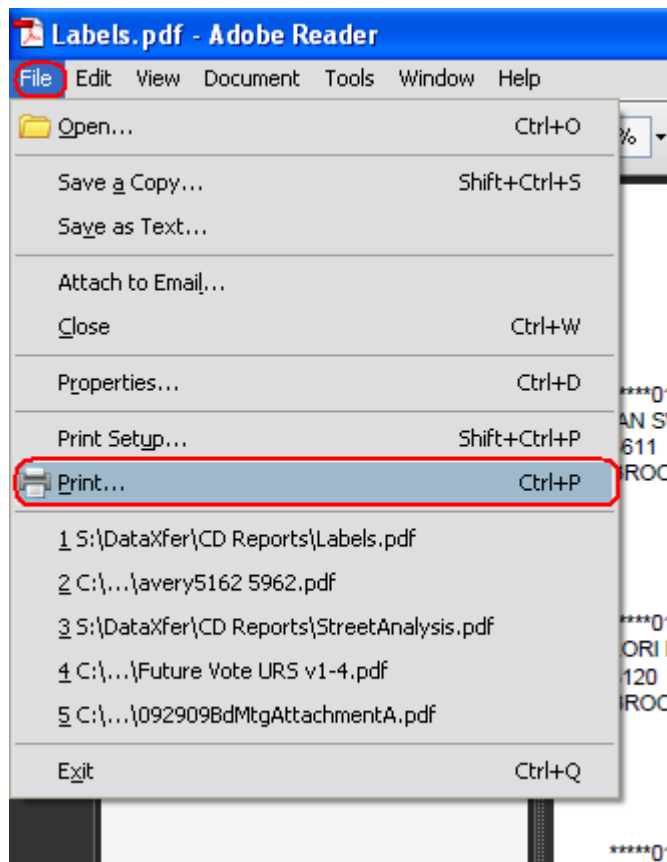 Labels.pdf - Adobe Reader
File Edit View Document Tools Window Help
Open... Ctrl+O
%
Save a Copy... Shift+Ctrl+S
Save as Text...
Attach to Email...
Close Ctrl+W
Properties... Ctrl+D
Print Setup... Shift+Ctrl+P
Print... Ctrl+P
1 S:\DataXfer\CD Reports\Labels.pdf
2 C:\...\avery5162 5962.pdf
3 S:\DataXfer\CD Reports\StreetAnalysis.pdf
4 C:\...\Future Vote URS v1-4.pdf
5 C:\...\092909BdMtgAttachmentA.pdf
Exit Ctrl+Q